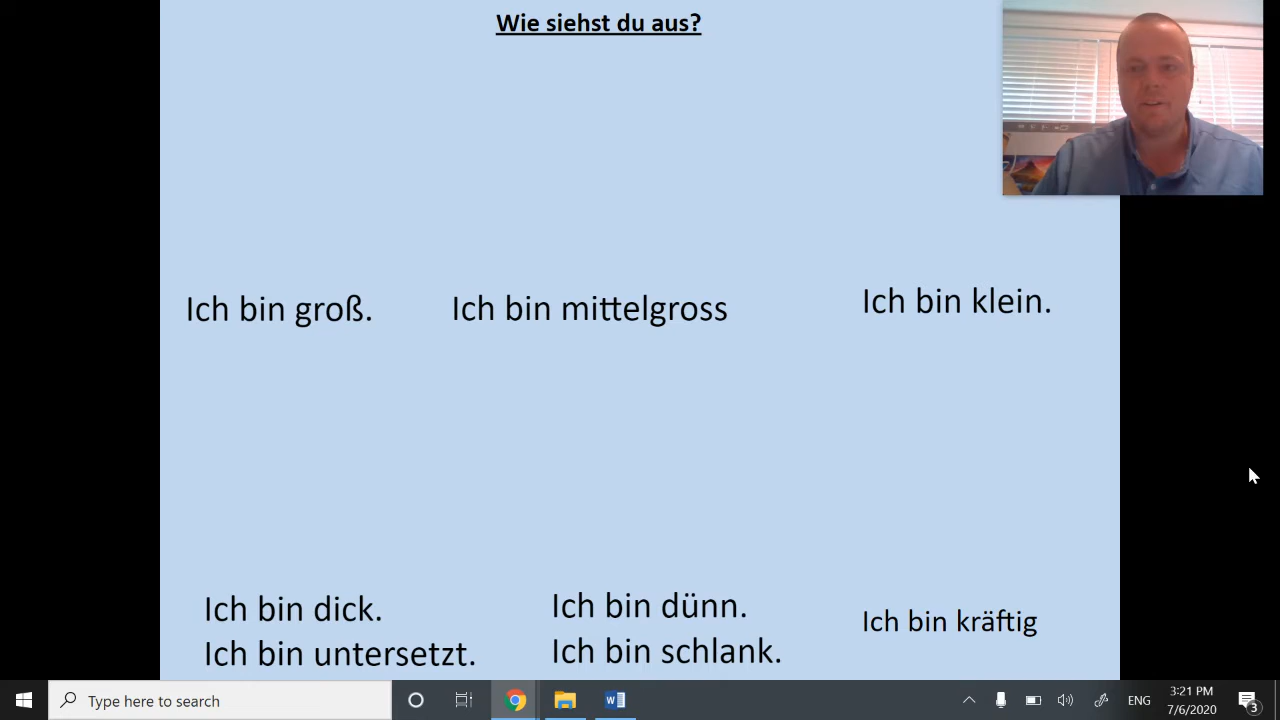 Wie siehst du aus?
Ich bin groß.
Ich bin mittelgross
Ich bin klein.
Ich bin dick.
Ich bin untersetzt.
Ich bin dünn.
Ich bin schlank.
Ich bin kräftig
Type here to search
ENG
3:21 PM
7/6/2020
3